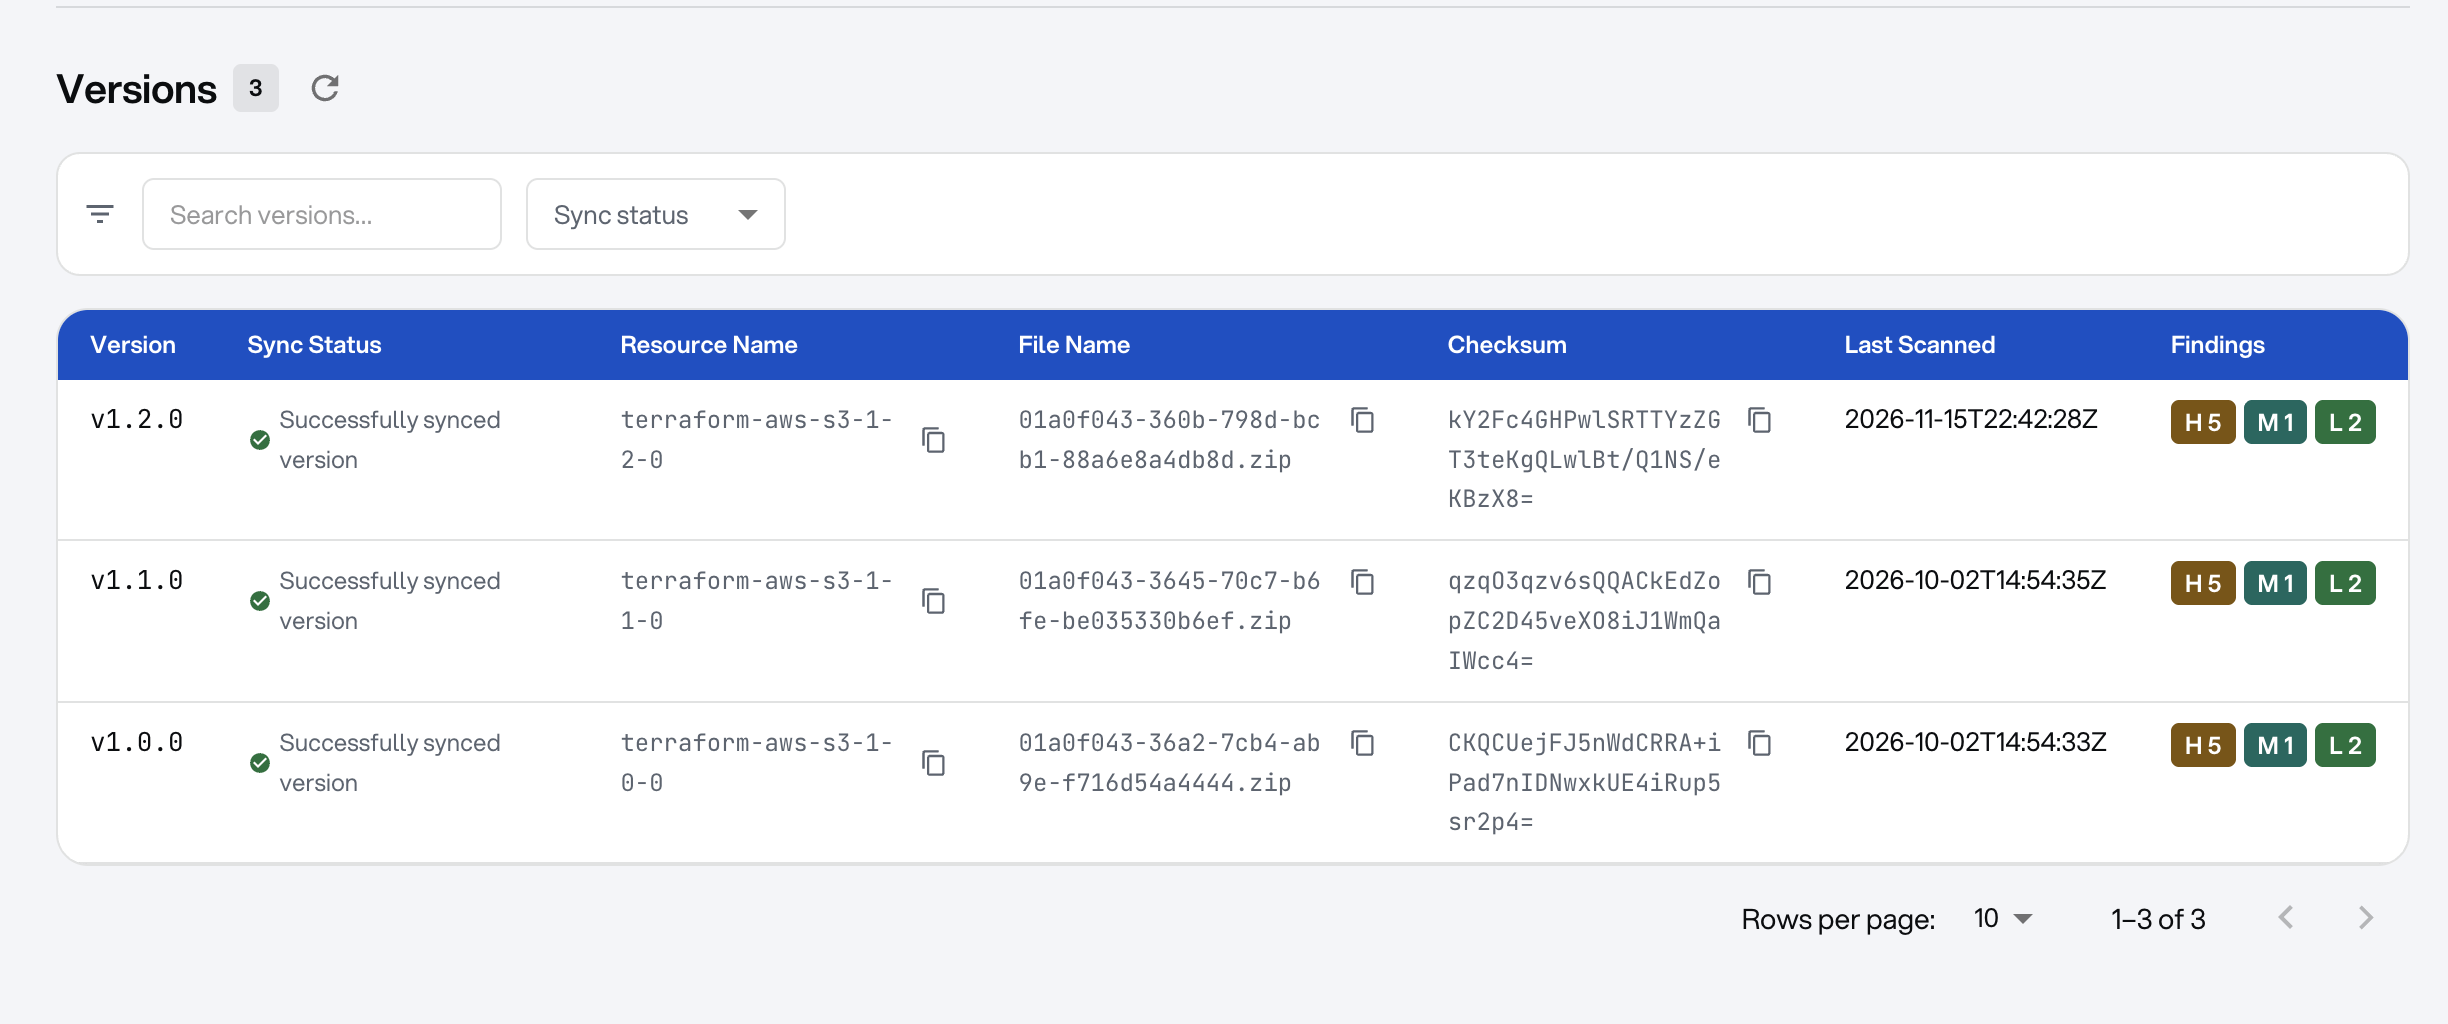 Versions 3
Search versions...
Sync status
Version Sync Status Resource Name File Name Checksum Last Scanned Findings
v1.2.0 Successfully synced terraform-aws-s3-1- 01a0f043-360b-798d-bc kY2Fc4GHPwlSRTTYzZG 2026-11-15T22:42:28Z H 5 M 1 L 2
version 2-0 b1-88a6e8a4db8d.zip T3teKgQLwlBt/Q1NS/e
KBzX8=
v1.1.0 Successfully synced terraform-aws-s3-1- 01a0f043-3645-70c7-b6 qzqO3qzv6sQQACkEdZo 2026-10-02T14:54:35Z H 5 M 1 L 2
version 1-0 fe-be035330b6ef.zip pZC2D45veXO8iJ1WmQa
IWcc4=
v1.0.0 Successfully synced terraform-aws-s3-1- 01a0f043-36a2-7cb4-ab CKQCUejFJ5nWdCRRA+i 2026-10-02T14:54:33Z H 5 M 1 L 2
version 0-0 9e-f716d54a4444.zip Pad7nIDNwxkUE4iRup5
sr2p4=
Rows per page: 10 1–3 of 3